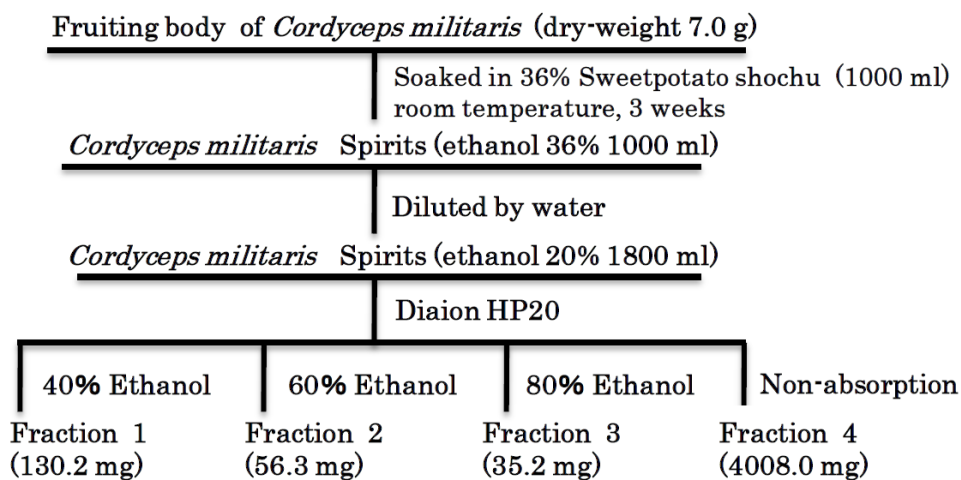 Fruiting body of Cordyceps militaris (dry-weight 7.0 g)
Soaked in 36% Sweetpotato shochu (1000 ml)
room temperature, 3 weeks
Cordyceps militaris Spirits (ethanol 36% 1000 ml)
Diluted by water
Cordyceps militaris Spirits (ethanol 20% 1800 ml)
Diaion HP20
40% Ethanol 60% Ethanol 80% Ethanol Non-absorption
Fraction 1 Fraction 2 Fraction 3 Fraction 4
(130.2 mg) (56.3 mg) (35.2 mg) (4008.0 mg)